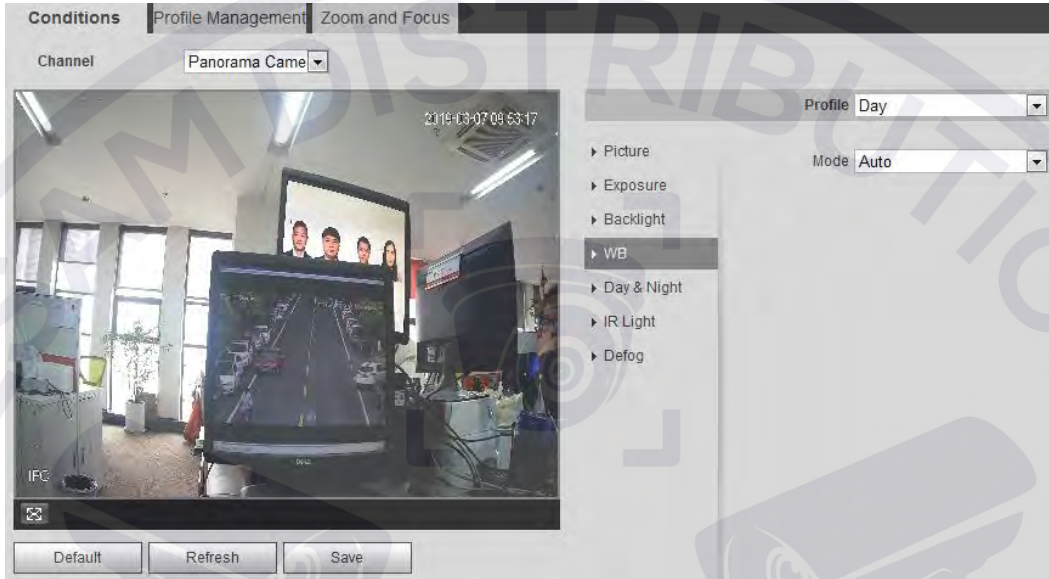 Conditions Profile Management Zoom and Focus
Channel Panorama Came
2019-03-07 09:53:17
IPC
Default Refresh Save
Profile Day
Mode Auto
Picture
Exposure
Backlight
WB
Day & Night
IR Light
Defog
DISTRIBUTIO